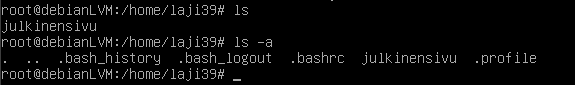 root@debianLVM:/home/laji39# ls
julkinensivu
root@debianLVM:/home/laji39# ls -a
.  ..  .bash_history  .bash_logout  .bashrc  julkinensivu  .profile
root@debianLVM:/home/laji39# _